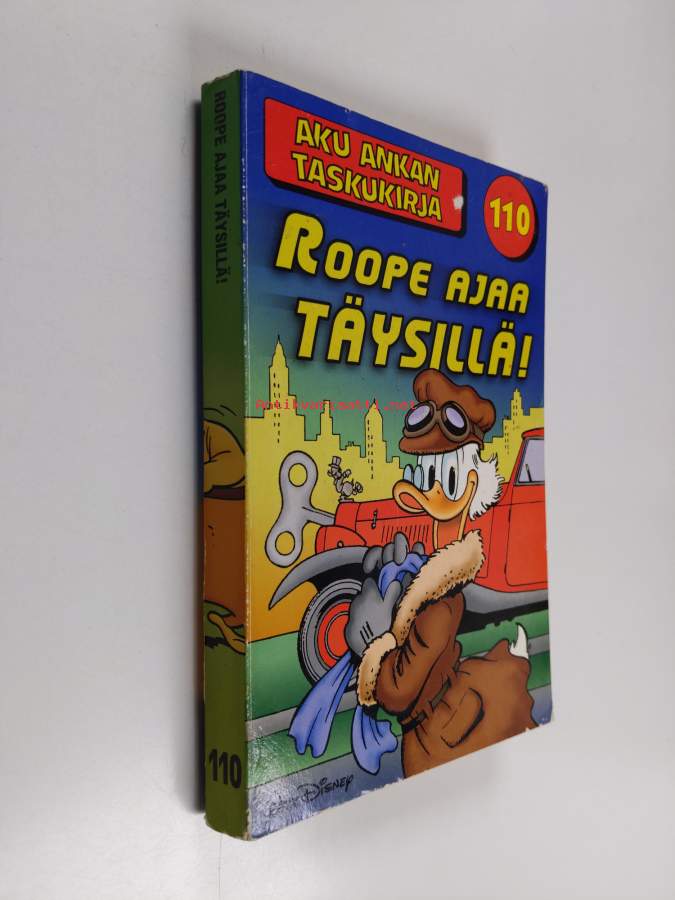 ROOPE AJAA TÄYSILLÄ!
110
AKU ANKAN
TASKUKIRJA
110
ROOPE AJAA
TÄYSILLÄ!
Antikvariaatti.net
DISNEY